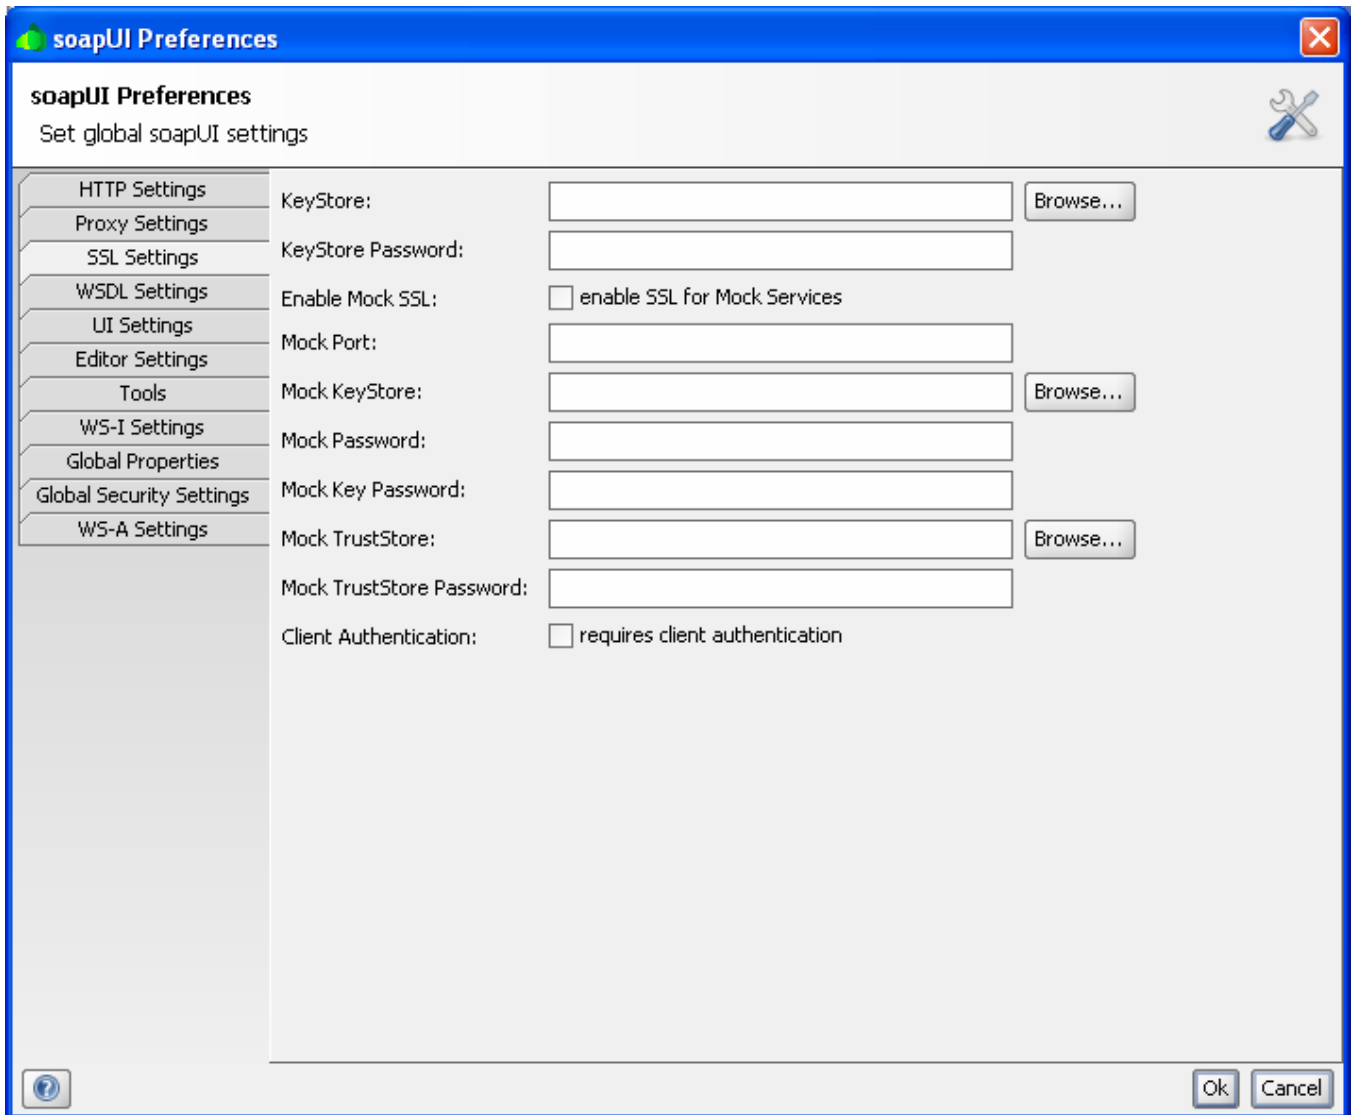 soapUI Preferences
soapUI Preferences
Set global soapUI settings
HTTP Settings
Proxy Settings
SSL Settings
WSDL Settings
UI Settings
Editor Settings
Tools
WS-I Settings
Global Properties
Global Security Settings
WS-A Settings
KeyStore: Browse...
KeyStore Password:
Enable Mock SSL: enable SSL for Mock Services
Mock Port:
Mock KeyStore: Browse...
Mock Password:
Mock Key Password:
Mock TrustStore: Browse...
Mock TrustStore Password:
Client Authentication: requires client authentication
? Ok Cancel